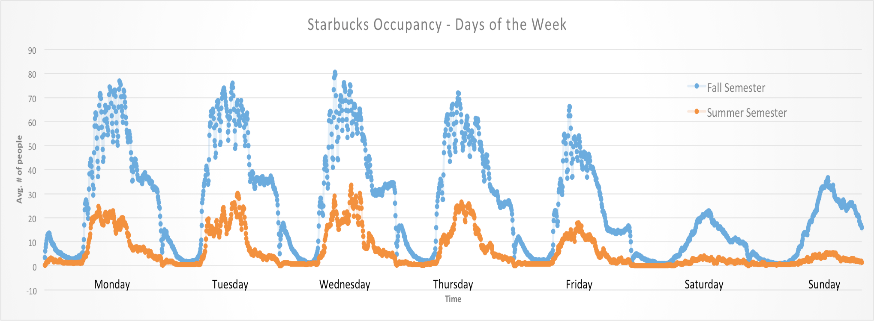 Starbucks Occupancy - Days of the Week
90
80
70
60
50
40
30
20
10
0
-10
Avg. # of people
Fall Semester
Summer Semester
Monday Tuesday Wednesday Thursday Friday Saturday Sunday
Time